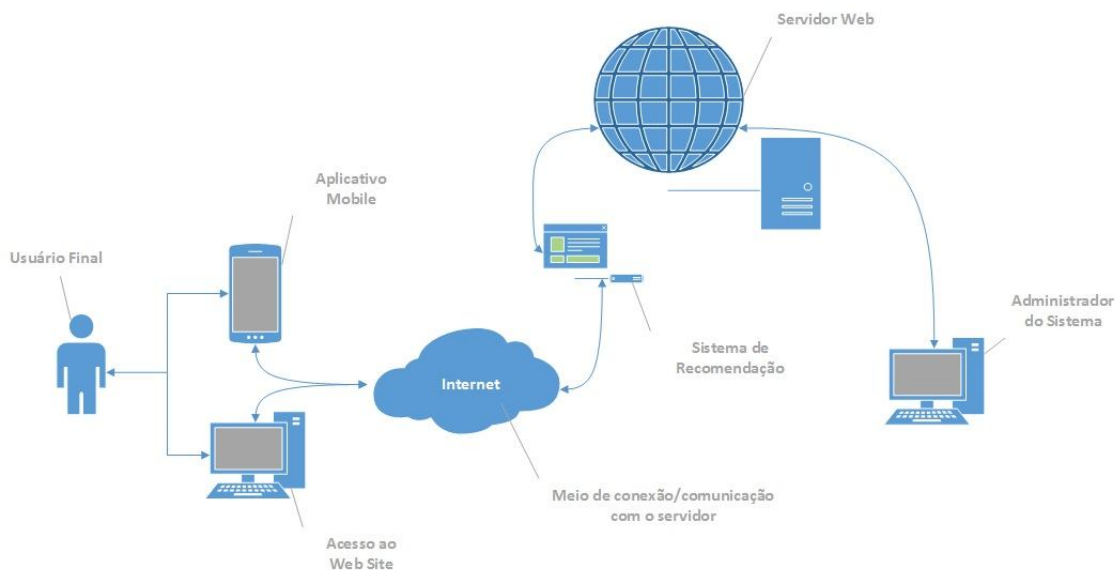 Servidor Web
Aplicativo
Mobile
Usuário Final
Administrador
do Sistema
Sistema de
Recomendação
Internet
Meio de conexão/comunicação
com o servidor
Acesso ao
Web Site